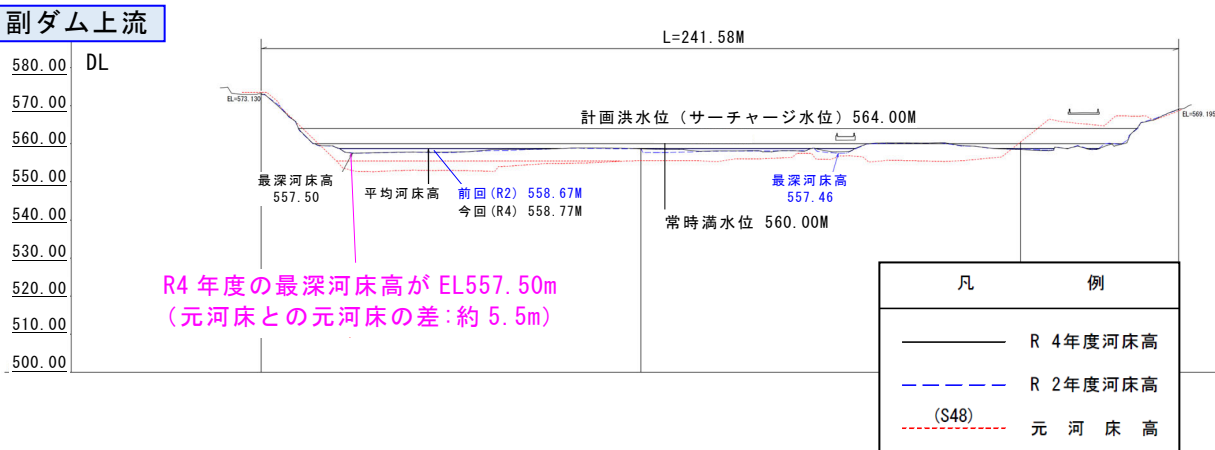 副ダム上流
L=241.58M
580.00 DL
570.00
EL=573.130
EL=569.195
計画洪水位（サーチャージ水位）564.00M
560.00
550.00
最深河床高
557.50
平均河床高
前回(R2) 558.67M
今回(R4) 558.77M
最深河床高
557.46
540.00
常時満水位 560.00M
530.00
520.00
510.00
500.00
R4 年度の最深河床高が EL557.50m
（元河床との元河床の差：約 5.5m）
凡 例
R 4年度河床高
R 2年度河床高
(S48)
元 河 床 高